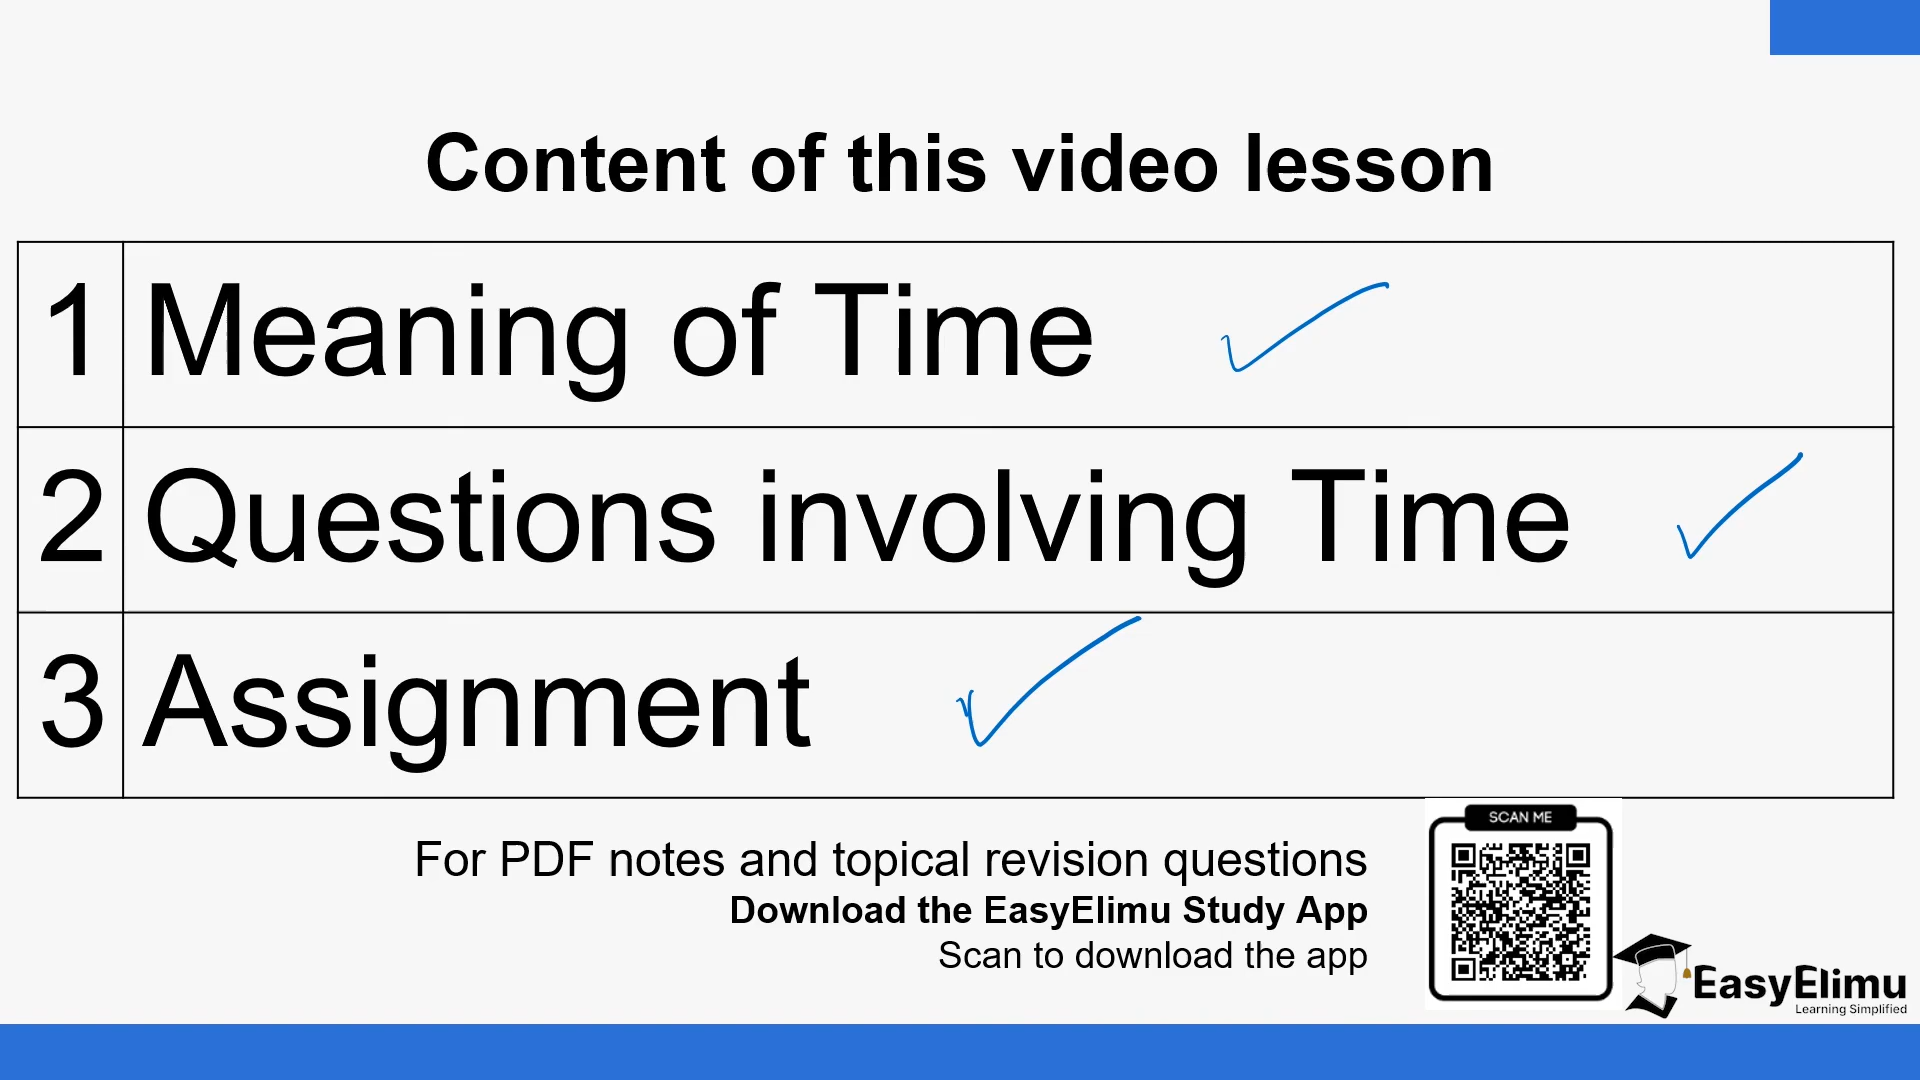 Content of this video lesson
1 Meaning of Time
2 Questions involving Time
3 Assignment
For PDF notes and topical revision questions
Download the EasyElimu Study App
Scan to download the app
SCAN ME
EasyElimu
Learning Simplified